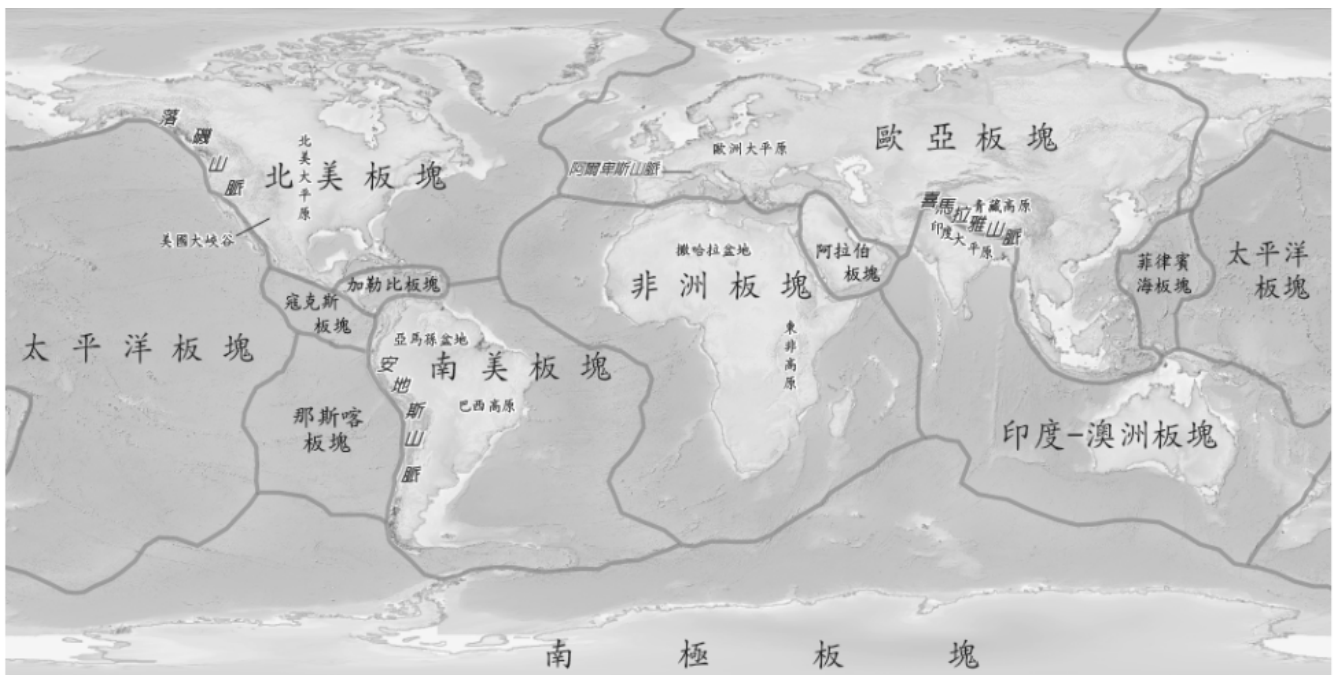 落磯山脈
北美大平原
北美板塊
美國大峽谷
阿爾卑斯山脈
歐洲大平原
歐亞板塊
喜馬拉雅山脈
青藏高原
印度大平原
撒哈拉盆地
非洲板塊
阿拉伯
板塊
東非高原
菲律賓
海板塊
太平洋
板塊
加勒比板塊
寇克斯
板塊
太平洋板塊
亞馬孫盆地
南美板塊
安地斯山脈
巴西高原
那斯喀
板塊
印度-澳洲板塊
南極板塊